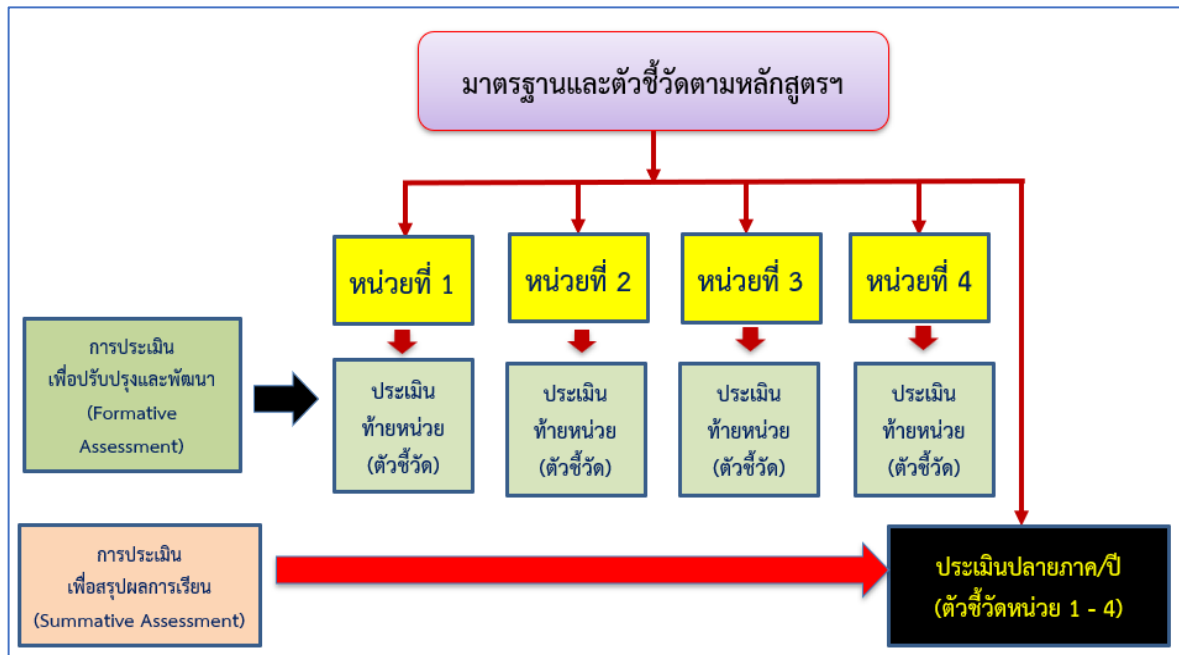 มาตรฐานและตัวชี้วัดตามหลักสูตรฯ
หน่วยที่ 1
หน่วยที่ 2
หน่วยที่ 3
หน่วยที่ 4
การประเมิน
เพื่อปรับปรุงและพัฒนา
(Formative
Assessment)
ประเมิน
ท้ายหน่วย
(ตัวชี้วัด)
ประเมิน
ท้ายหน่วย
(ตัวชี้วัด)
ประเมิน
ท้ายหน่วย
(ตัวชี้วัด)
ประเมิน
ท้ายหน่วย
(ตัวชี้วัด)
การประเมิน
เพื่อสรุปผลการเรียน
(Summative Assessment)
ประเมินปลายภาค/ปี
(ตัวชี้วัดหน่วย 1 - 4)